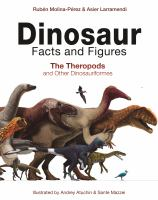 Rubén Molina-Pérez & Asier Larramendi
Dinosaur
Facts and Figures
The Theropods
and Other Dinosauriformes
Illustrated by Andrey Atuchin & Sante Mazzei